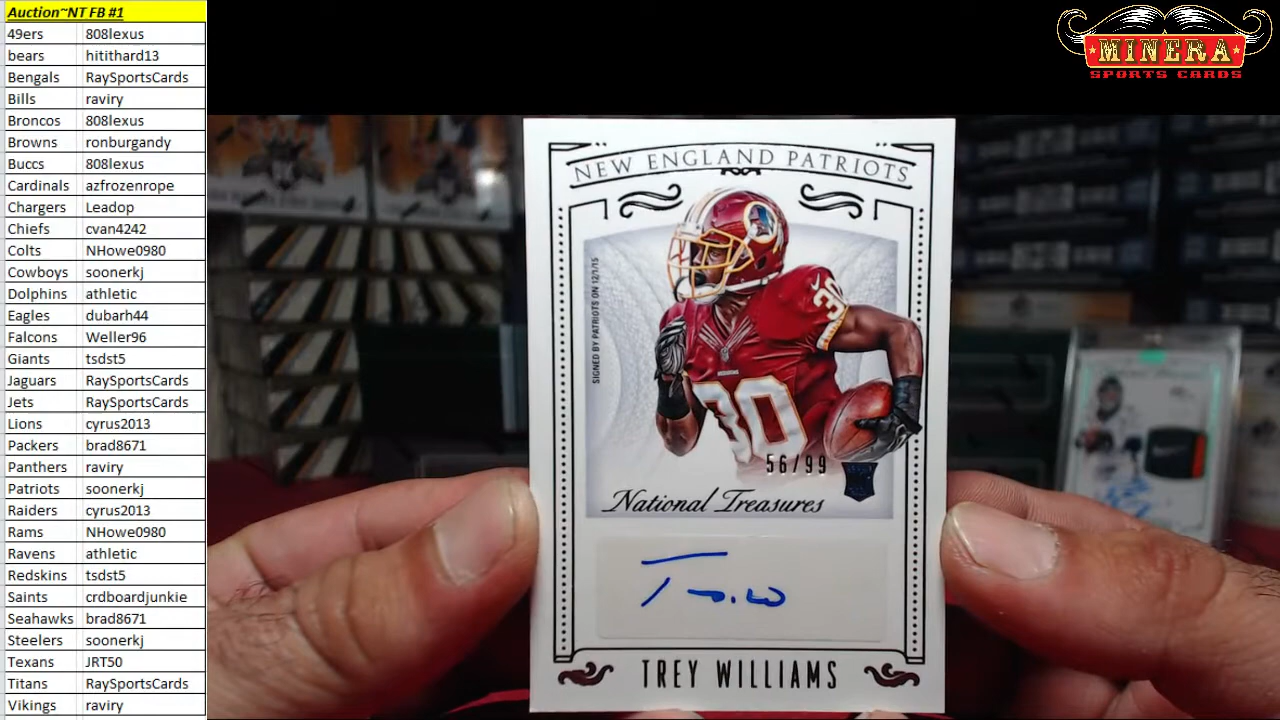 Auction~NT FB #1
49ers 808lexus
bears hitithard13
Bengals RaySportsCards
Bills raviry
Broncos 808lexus
Browns ronburgandy
Buccs 808lexus
Cardinals azfrozenrope
Chargers Leadop
Chiefs cvan4242
Colts NHowe0980
Cowboys soonerkj
Dolphins athletic
Eagles dubarh44
Falcons Weller96
Giants tsdst5
Jaguars RaySportsCards
Jets RaySportsCards
Lions cyrus2013
Packers brad8671
Panthers raviry
Patriots soonerkj
Raiders cyrus2013
Rams NHowe0980
Ravens athletic
Redskins tsdst5
Saints crdboardjunkie
Seahawks brad8671
Steelers soonerkj
Texans JRT50
Titans RaySportsCards
Vikings raviry
MINERA
SPORTS CARDS
NEW ENGLAND PATRIOTS
SIGNED BY PATRIOTS ON 12/1/15
30
30
56/99
National Treasures
TREY WILLIAMS